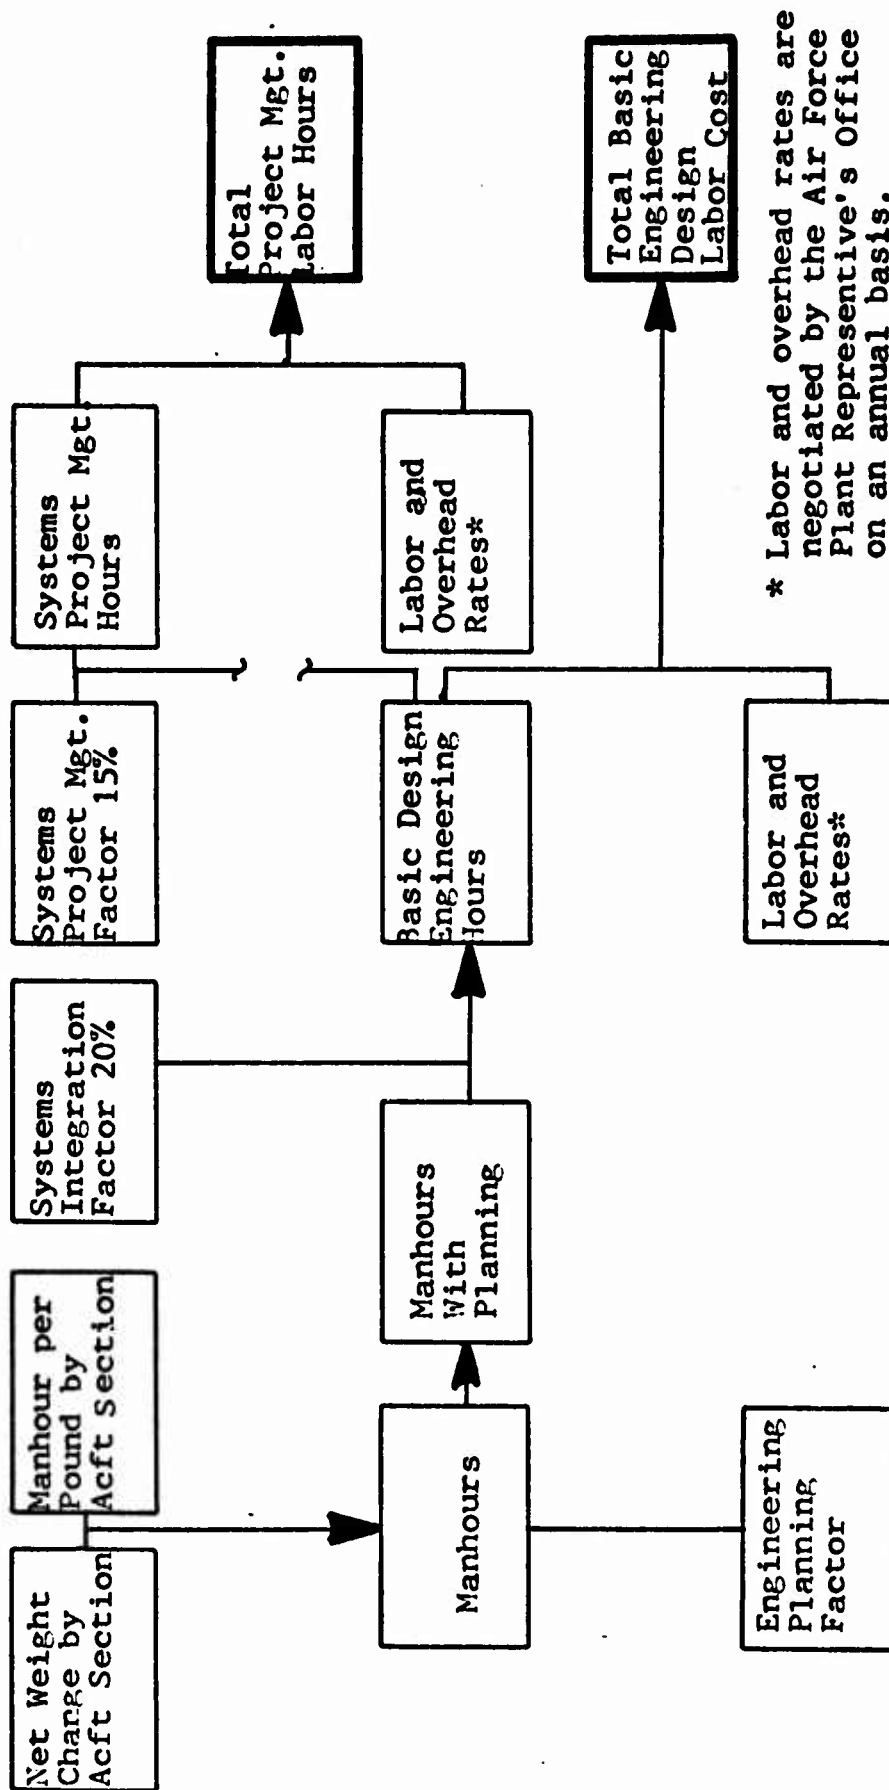 Net Weight
Change by
Acft Section
Manhour per
Pound by
Acft Section
Systems
Integration
Factor 20%
Systems
Project Mgt.
Factor 15%
Systems
Project Mgt.
Hours
Total
Project Mgt.
Labor Hours
Manhours
Manhours
With
Planning
Basic Design
Engineering
Hours
Labor and
Overhead
Rates*
Total Basic
Engineering
Design
Labor Cost
Engineering
Planning
Factor
Labor and
Overhead
Rates*
* Labor and overhead rates are
negotiated by the Air Force
Plant Representive's Office
on an annual basis.